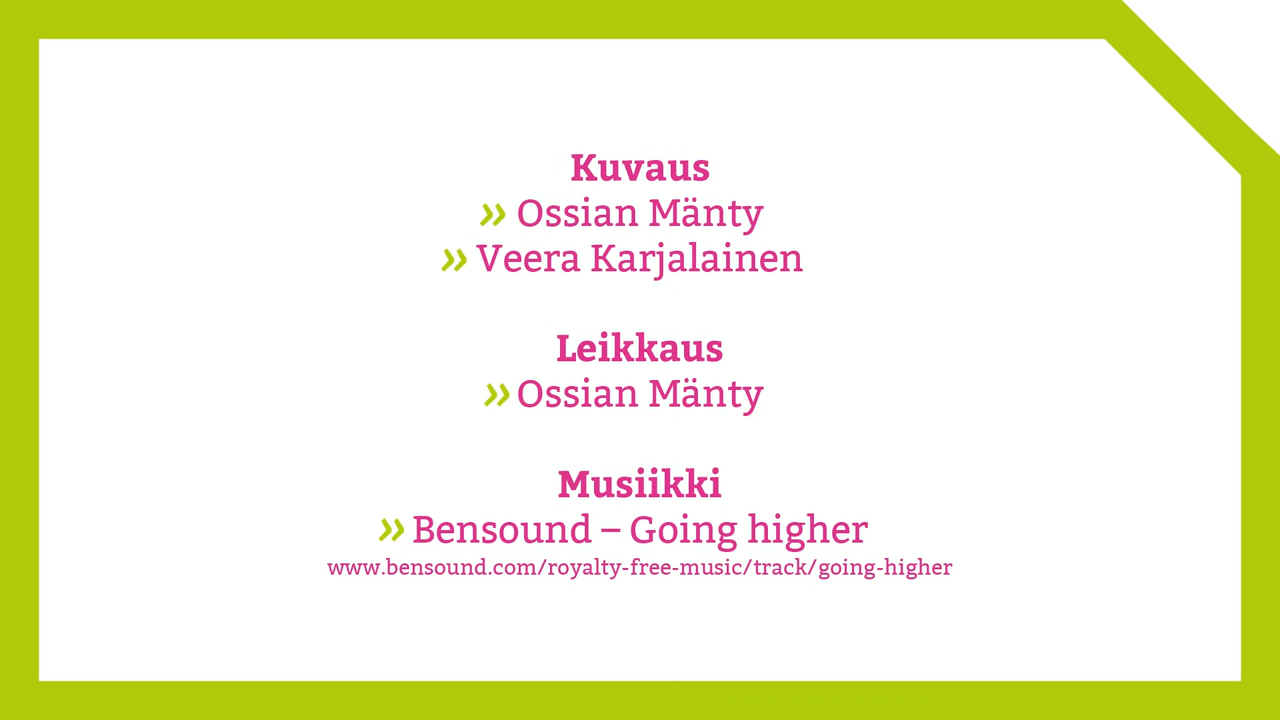 Kuvaus
» Ossian Mänty
» Veera Karjalainen
Leikkaus
» Ossian Mänty
Musiikki
» Bensound – Going higher
www.bensound.com/royalty-free-music/track/going-higher